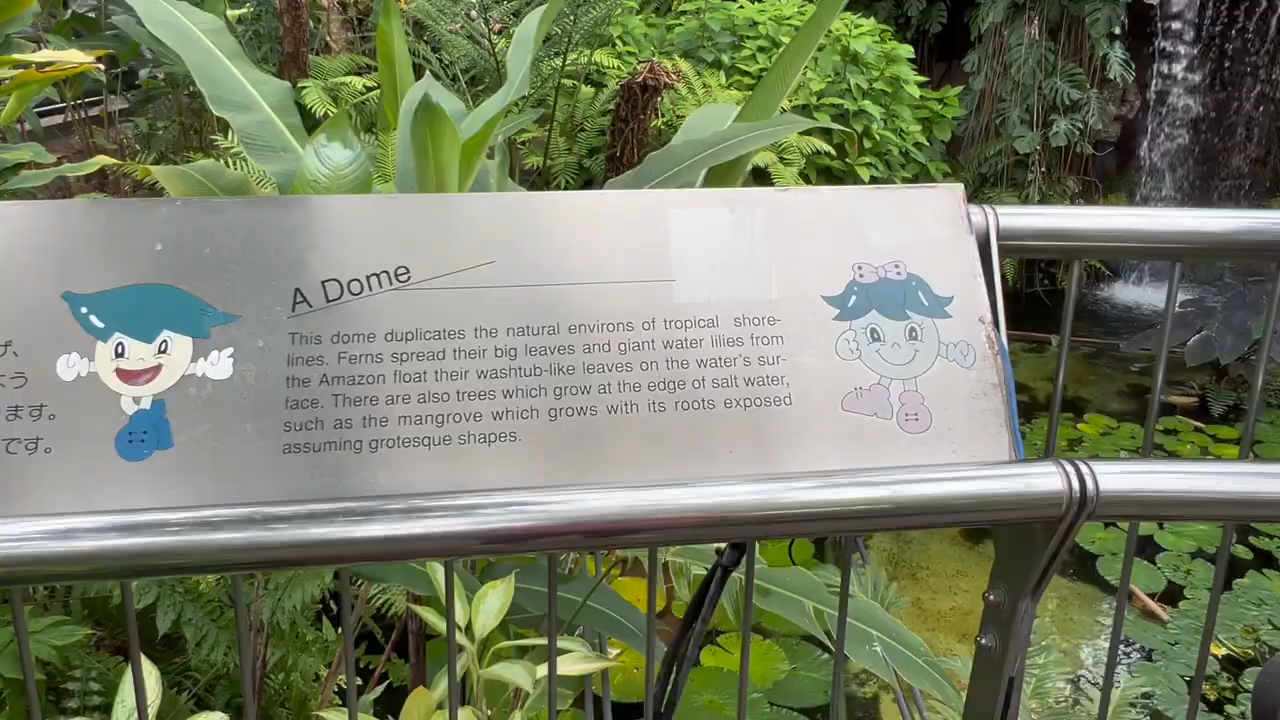 A Dome
This dome duplicates the natural environs of tropical shore-
lines. Ferns spread their big leaves and giant water lilies from
the Amazon float their washtub-like leaves on the water's sur-
face. There are also trees which grow at the edge of salt water,
such as the mangrove which grows with its roots exposed
assuming grotesque shapes.
げ、
よう
ます。
です。